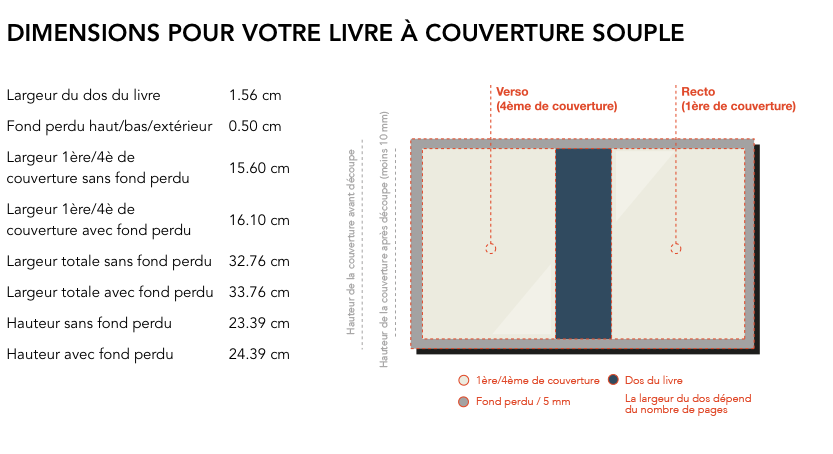 DIMENSIONS POUR VOTRE LIVRE À COUVERTURE SOUPLE
Largeur du dos du livre 1.56 cm
Fond perdu haut/bas/extérieur 0.50 cm
Largeur 1ère/4è de
couverture sans fond perdu 15.60 cm
Largeur 1ère/4è de
couverture avec fond perdu 16.10 cm
Largeur totale sans fond perdu 32.76 cm
Largeur totale avec fond perdu 33.76 cm
Hauteur sans fond perdu 23.39 cm
Hauteur avec fond perdu 24.39 cm
Hauteur de la couverture avant découpe
Hauteur de la couverture après découpe (moins 10 mm)
Verso
(4ème de couverture)
Recto
(1ère de couverture)
1ère/4ème de couverture
Dos du livre
Fond perdu / 5 mm
La largeur du dos dépend
du nombre de pages